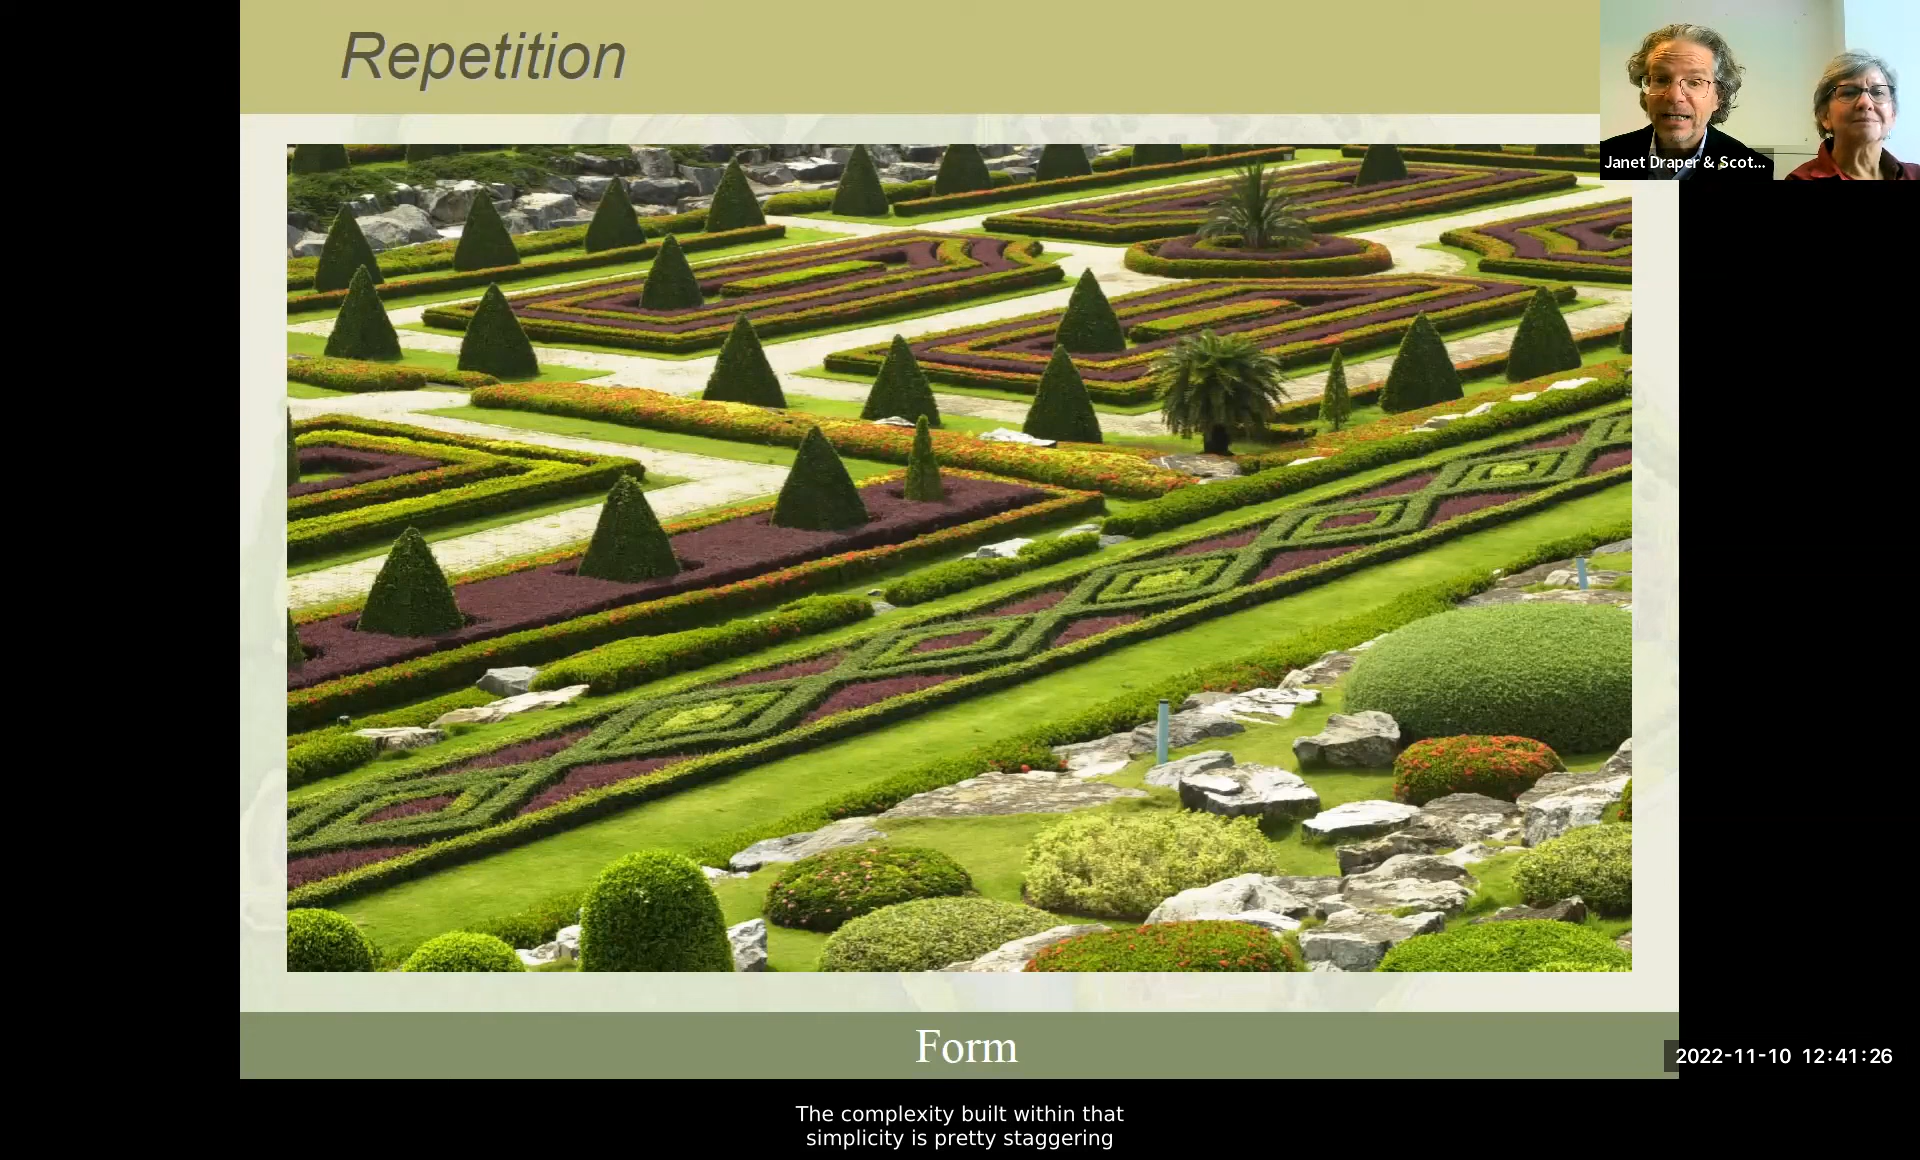 Repetition
Janet Draper & Scot...
Form
2022-11-10 12:41:26
The complexity built within that
simplicity is pretty staggering